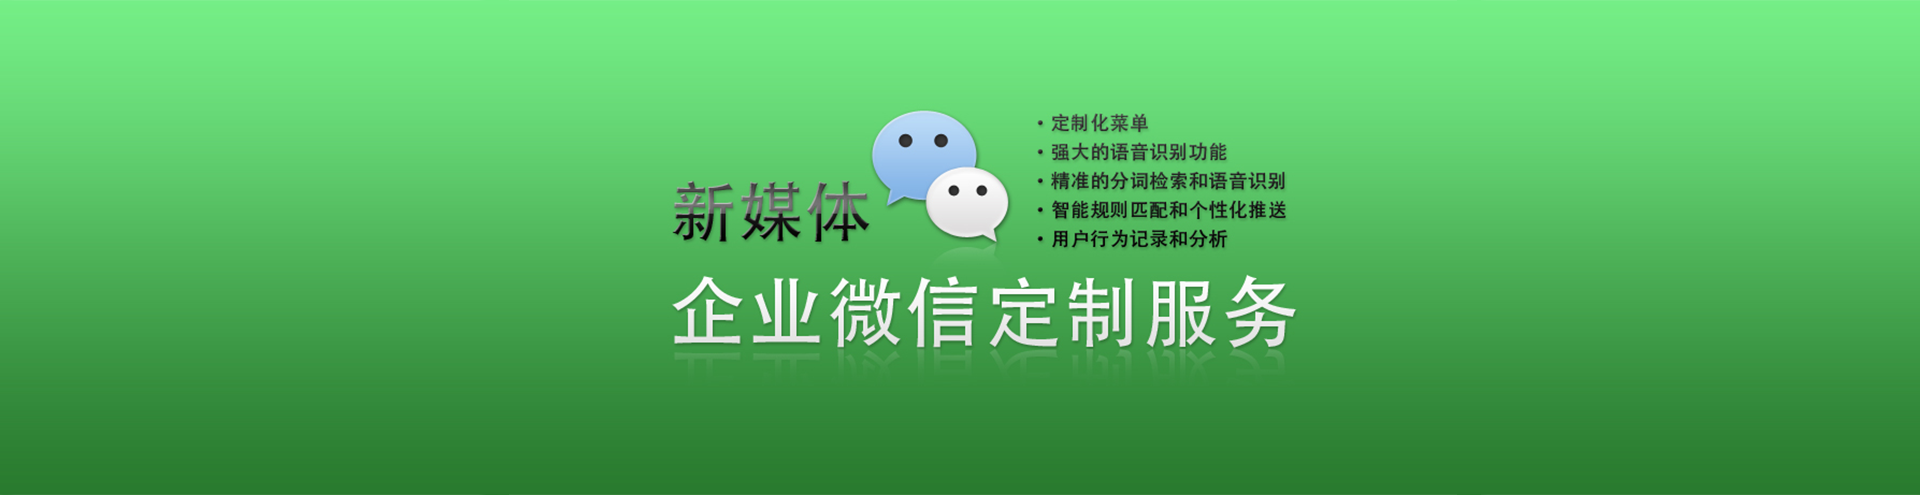 新媒体
· 定制化菜单
· 强大的语音识别功能
· 精准的分词检索和语音识别
· 智能规则匹配和个性化推送
· 用户行为记录和分析
企业微信定制服务